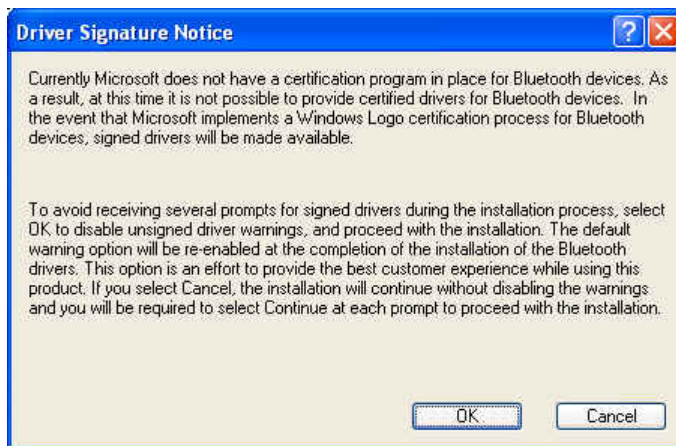 Driver Signature Notice
Currently Microsoft does not have a certification program in place for Bluetooth devices. As
a result, at this time it is not possible to provide certified drivers for Bluetooth devices. In
the event that Microsoft implements a Windows Logo certification process for Bluetooth
devices, signed drivers will be made available.
To avoid receiving several prompts for signed drivers during the installation process, select
OK to disable unsigned driver warnings, and proceed with the installation. The default
warning option will be re-enabled at the completion of the installation of the Bluetooth
drivers. This option is an effort to provide the best customer experience while using this
product. If you select Cancel, the installation will continue without disabling the warnings
and you will be required to select Continue at each prompt to proceed with the installation.
OK Cancel